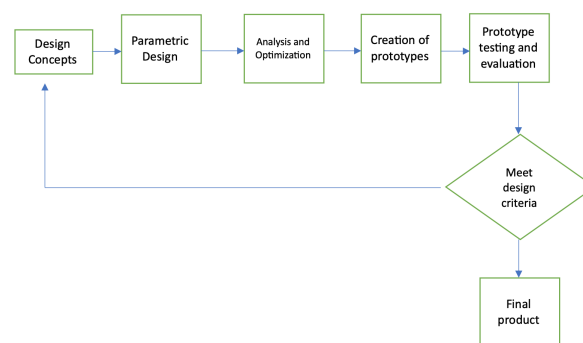 Design
Concepts
Parametric
Design
Analysis and
Optimization
Creation of
prototypes
Prototype
testing and
evaluation
Meet
design
criteria
Final
product